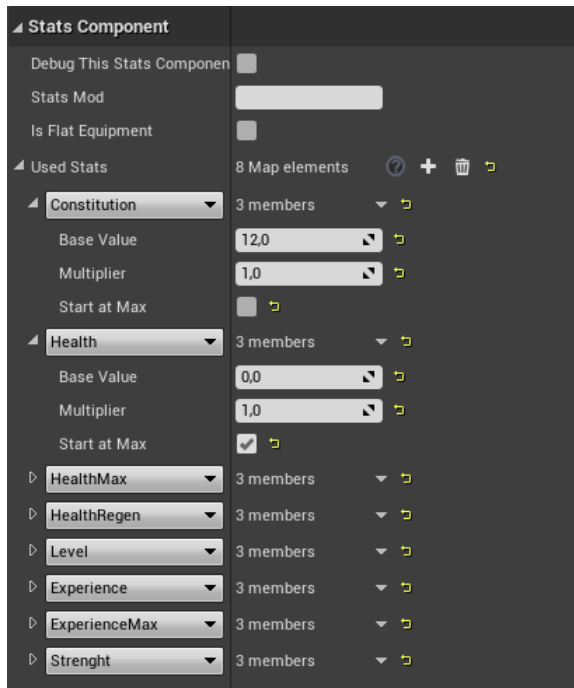 Stats Component
Debug This Stats Componen
Stats Mod
Is Flat Equipment
Used Stats 8 Map elements ?
Constitution 3 members
Base Value 12,0
Multiplier 1,0
Start at Max
Health 3 members
Base Value 0,0
Multiplier 1,0
Start at Max
HealthMax 3 members
HealthRegen 3 members
Level 3 members
Experience 3 members
ExperienceMax 3 members
Strenght 3 members